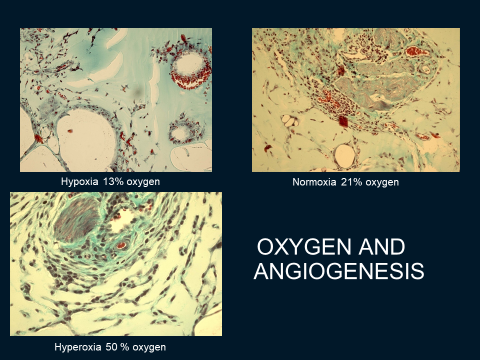 Hypoxia 13% oxygen
Normoxia 21% oxygen
OXYGEN AND
ANGIOGENESIS
Hyperoxia 50 % oxygen